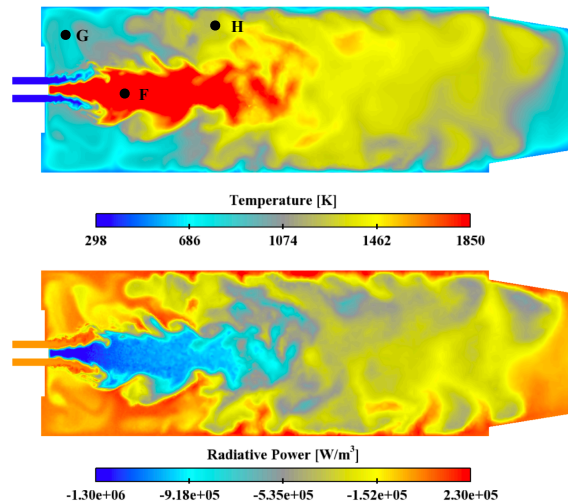 G
H
F
Temperature [K]
298 686 1074 1462 1850
Radiative Power [W/m³]
-1.30e+06 -9.18e+05 -5.35e+05 -1.52e+05 2.30e+05